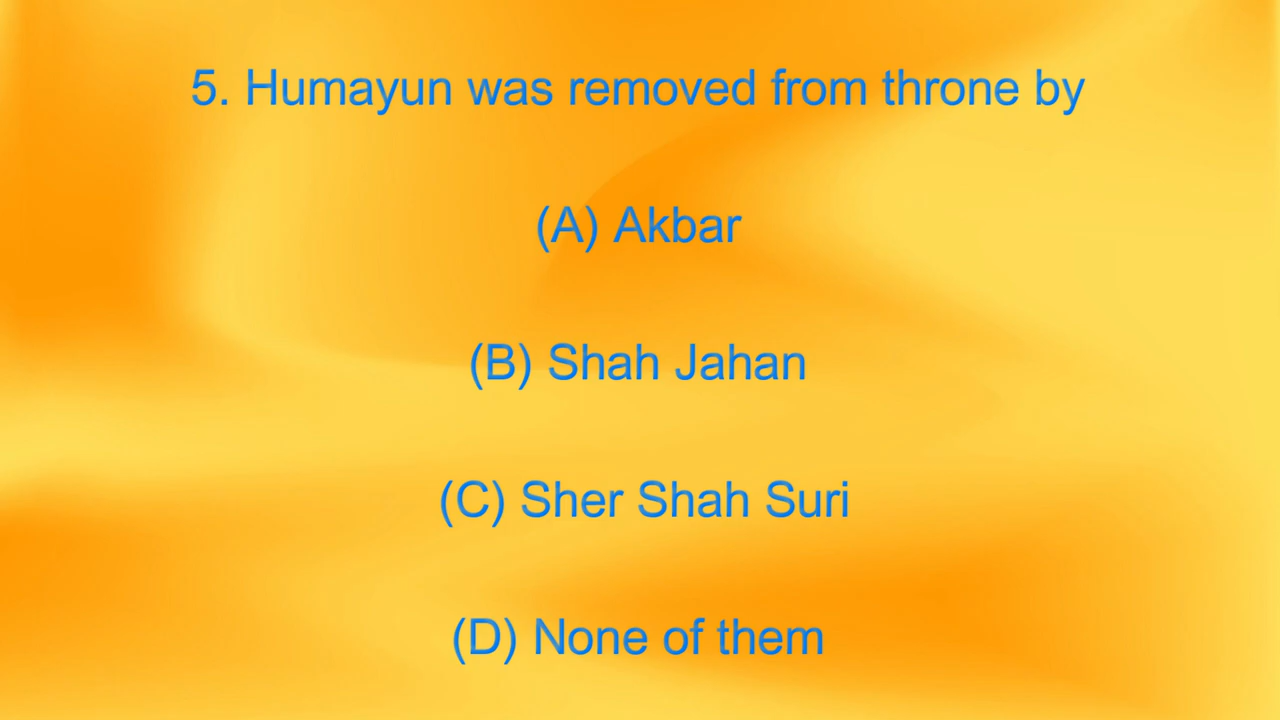 5. Humayun was removed from throne by
(A) Akbar
(B) Shah Jahan
(C) Sher Shah Suri
(D) None of them